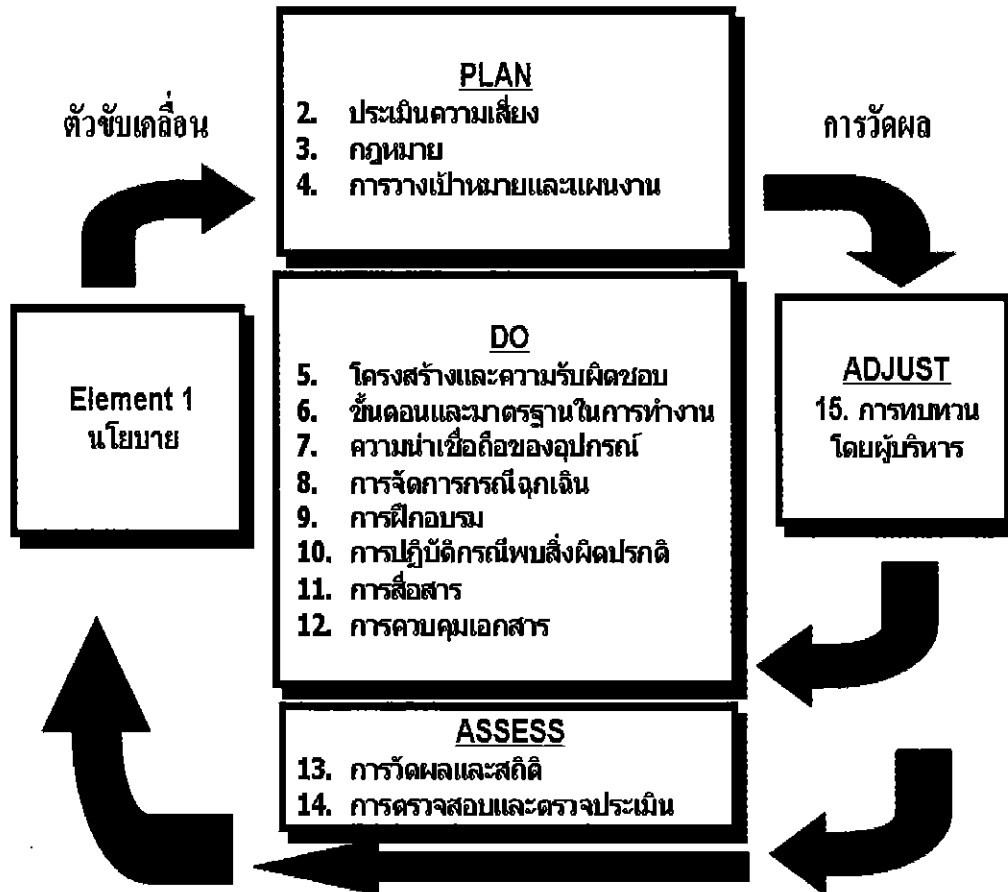 ตัวขับเคลื่อน
การวัดผล
PLAN
2. ประเมินความเสี่ยง
3. กฎหมาย
4. การวางเป้าหมายและแผนงาน
Element 1
นโยบาย
DO
5. โครงสร้างและความรับผิดชอบ
6. ขั้นตอนและมาตรฐานในการทำงาน
7. ความน่าเชื่อถือของอุปกรณ์
8. การจัดการกรณีฉุกเฉิน
9. การฝึกอบรม
10. การปฏิบัติกรณีพบสิ่งผิดปรกติ
11. การสื่อสาร
12. การควบคุมเอกสาร
ADJUST
15. การทบทวน
โดยผู้บริหาร
ASSESS
13. การวัดผลและสถิติ
14. การตรวจสอบและตรวจประเมิน